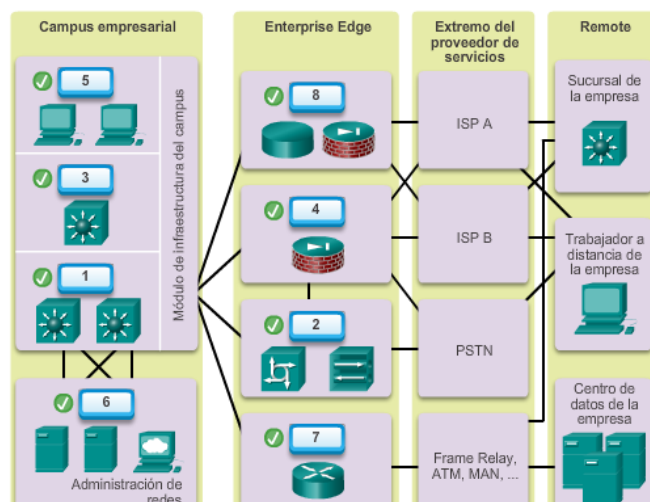 Campus empresarial
Enterprise Edge
Extremo del
proveedor de
servicios
Remote
5
3
1
6
Módulo de infraestructura del campus
Administración de
redes
8
4
2
7
ISP A
ISP B
PSTN
Frame Relay,
ATM, MAN, ...
Sucursal de
la empresa
Trabajador a
distancia de
la empresa
Centro de
datos de la
empresa